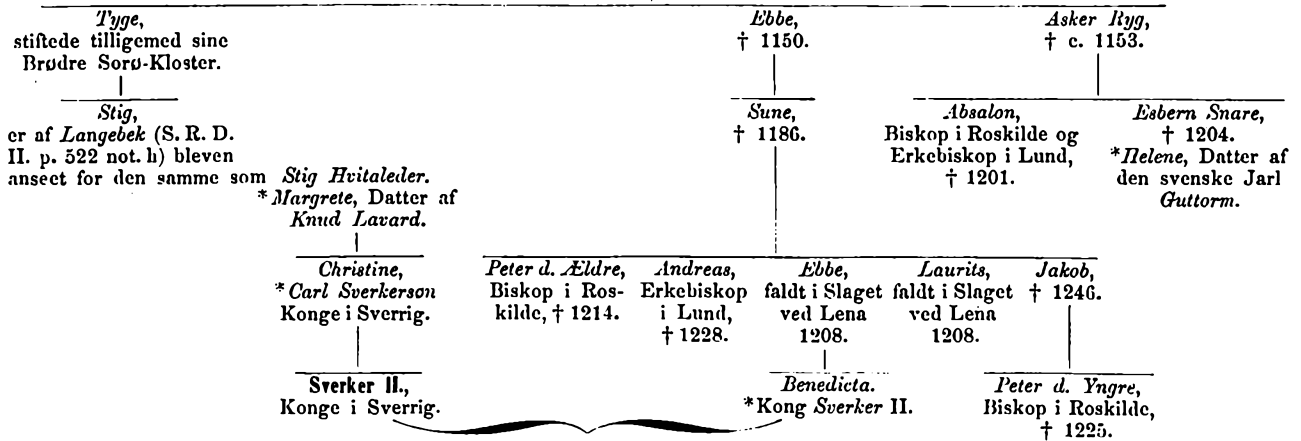 Tyge,
stiftede tilligemed sine
Brødre Sorø-Kloster.
Ebbe,
† 1150.
Asker Ryg,
† c. 1153.
Stig,
er af Langebek (S. R. D.
II. p. 522 not. h) bleven
anseet for den samme som Stig Hvitaleder.
*Margrete, Datter af
Knud Lavard.
Sune,
† 1186.
Absalon,
Biskop i Roskilde og
Erkebiskop i Lund,
† 1201.
Esbern Snare,
† 1204.
*Helene, Datter af
den svenske Jarl
Guttorm.
Christine,
*Carl Sverkersøn
Konge i Sverrig.
Peter d. Ældre,
Biskop i Ros-
kilde, † 1214.
Andreas,
Erkebiskop
i Lund,
† 1228.
Ebbe,
faldt i Slaget
ved Lena
1208.
Laurits,
faldt i Slaget
ved Lena
1208.
Jakob,
† 1246.
Sverker II.,
Konge i Sverrig.
Benedicta.
*Kong Sverker II.
Peter d. Yngre,
Biskop i Roskilde,
† 1225.